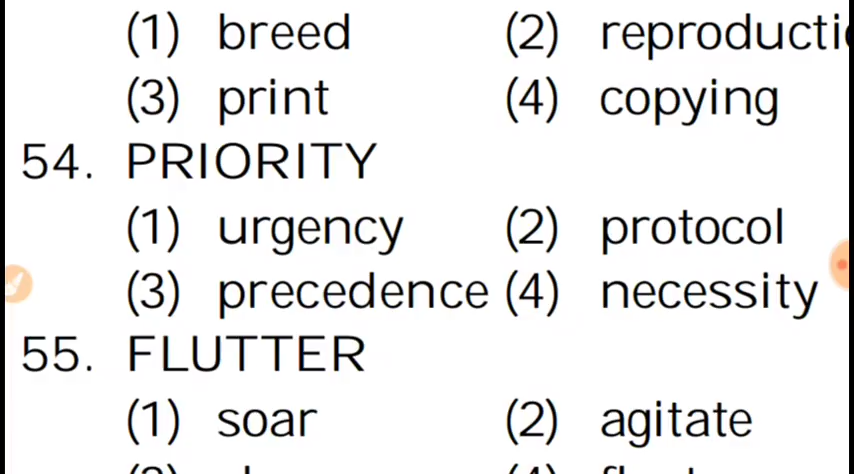 (1) breed (2)
(3) print (4) copying
54. PRIORITY
(1) urgency (2) protocol
(3) precedence (4) necessity
55. FLUTTER
(1) soar (2) agitate